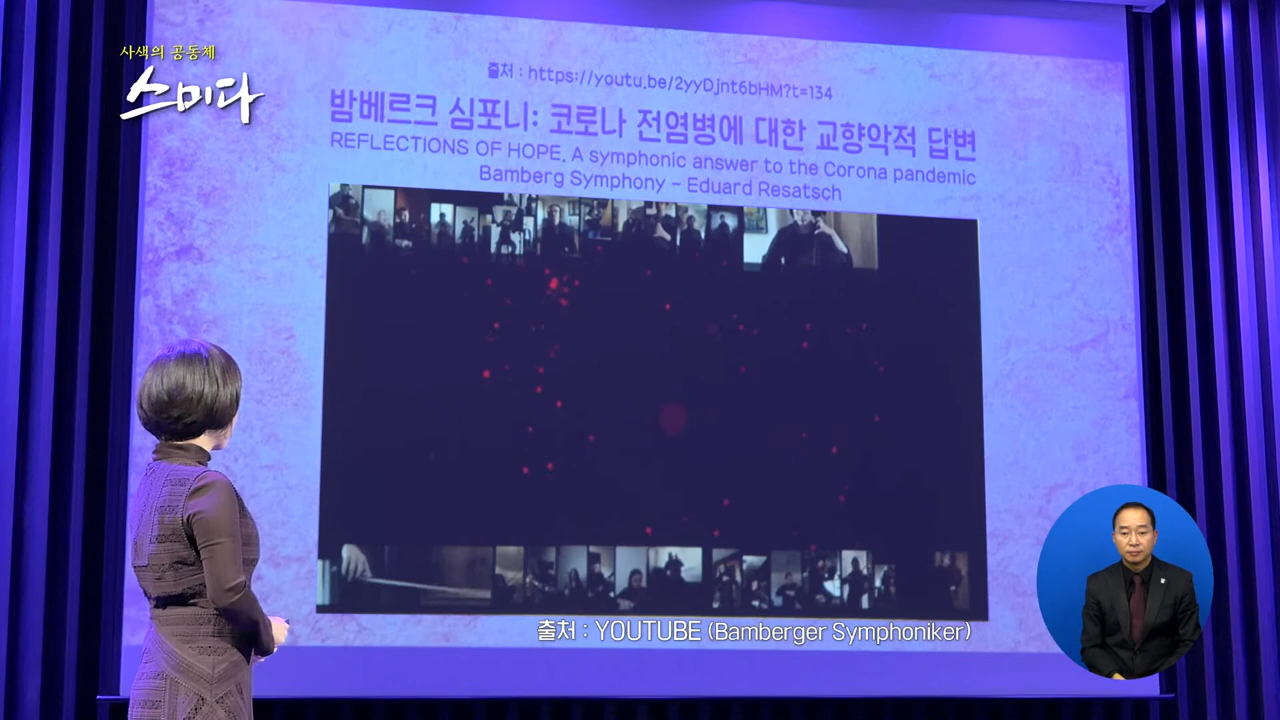 사색의 공동체
스미다
출처 : https://youtu.be/2yyDjnt6bHM?t=134
밤베르크 심포니: 코로나 전염병에 대한 교향악적 답변
REFLECTIONS OF HOPE. A symphonic answer to the Corona pandemic
Bamberg Symphony - Eduard Resatsch
출처 : YOUTUBE (Bamberger Symphoniker)